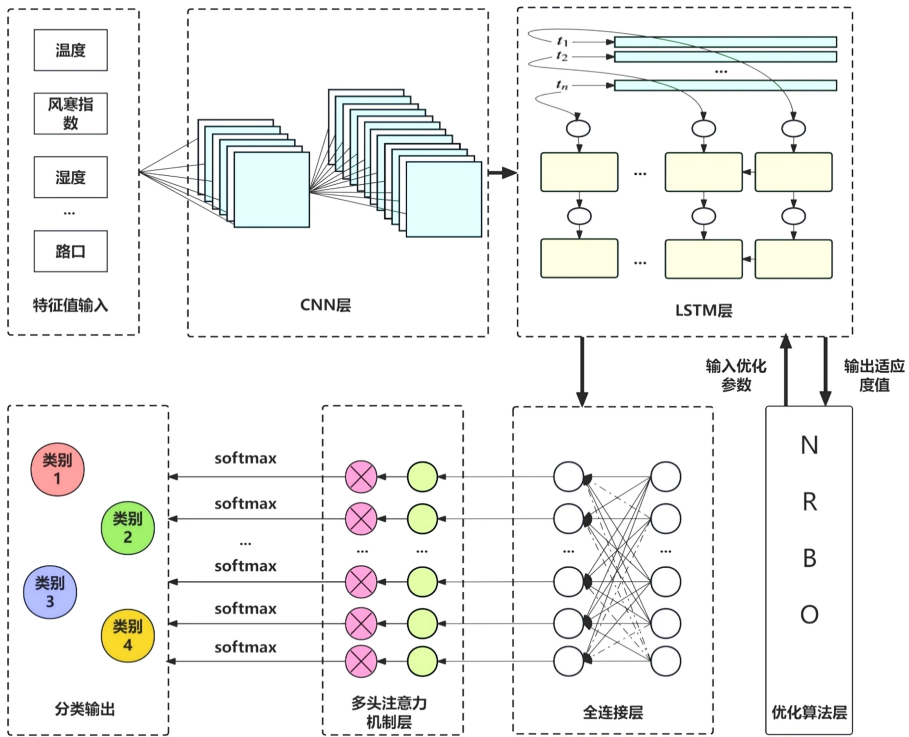 温度
风寒指
数
湿度
...
路口
特征值输入
CNN层
t1
t2
...
tn
...
...
LSTM层
输入优化
参数
输出适应
度值
类别
1
类别
2
类别
3
类别
4
分类输出
softmax
softmax
...
softmax
softmax
softmax
...
...
多头注意力
机制层
...
...
全连接层
N
R
B
O
优化算法层